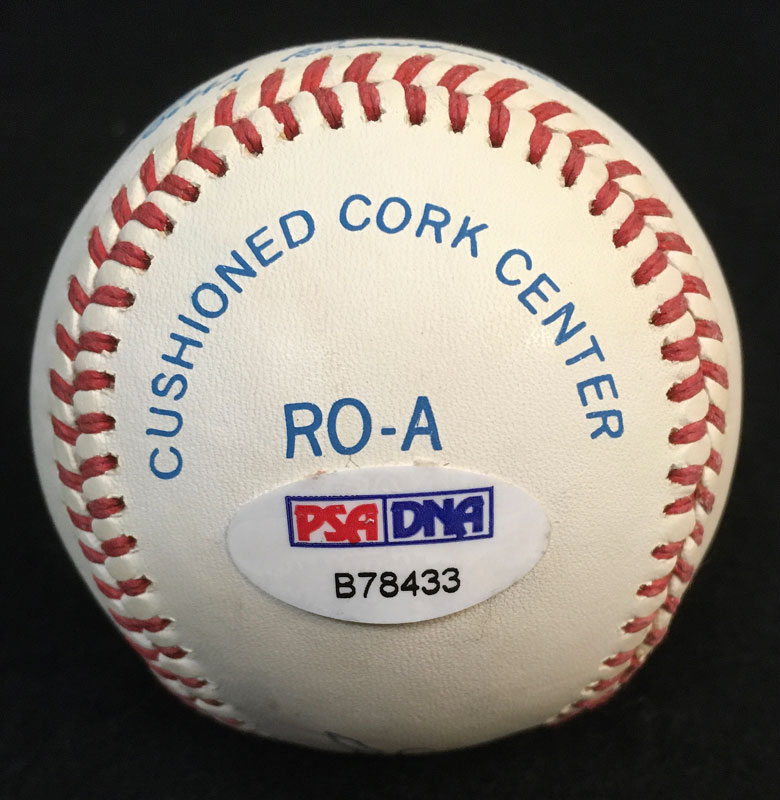 CUSHIONED CORK CENTER
RO-A
PSA DNA
B78433